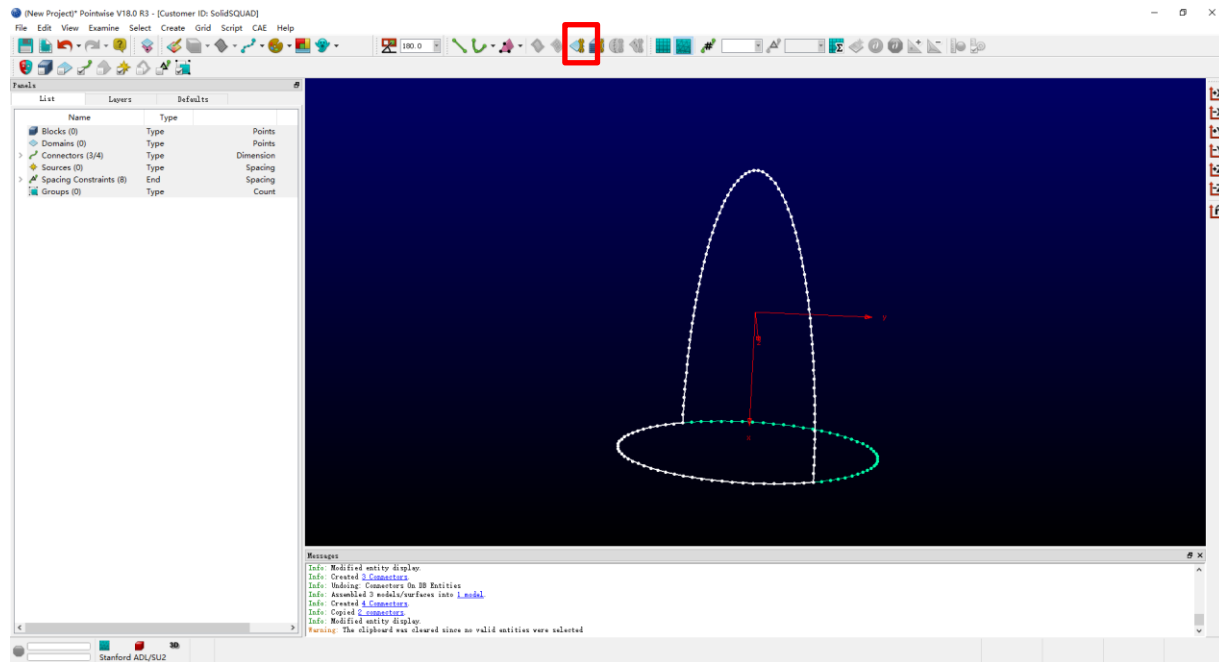 (New Project)* Pointwise V18.0 R3 - [Customer ID: SolidSQUAD]
File Edit View Examine Select Create Grid Script CAE Help
180.0
Panels
List Layers Defaults
Name Type
Blocks (0) Type Points
Domains (0) Type Points
Connectors (3/4) Type Dimension
Sources (0) Type Spacing
Spacing Constraints (8) End Spacing
Groups (0) Type Count
y
x
Messages
Info: Modified entity display.
Info: Created 3 Connectors.
Info: Undoing: Connectors On DB Entities
Info: Assembled 3 models/surfaces into 1 model.
Info: Created 4 Connectors.
Info: Copied 2 connectors.
Info: Modified entity display.
Warning: The clipboard was cleared since no valid entities were selected
3D
Stanford ADL/SU2